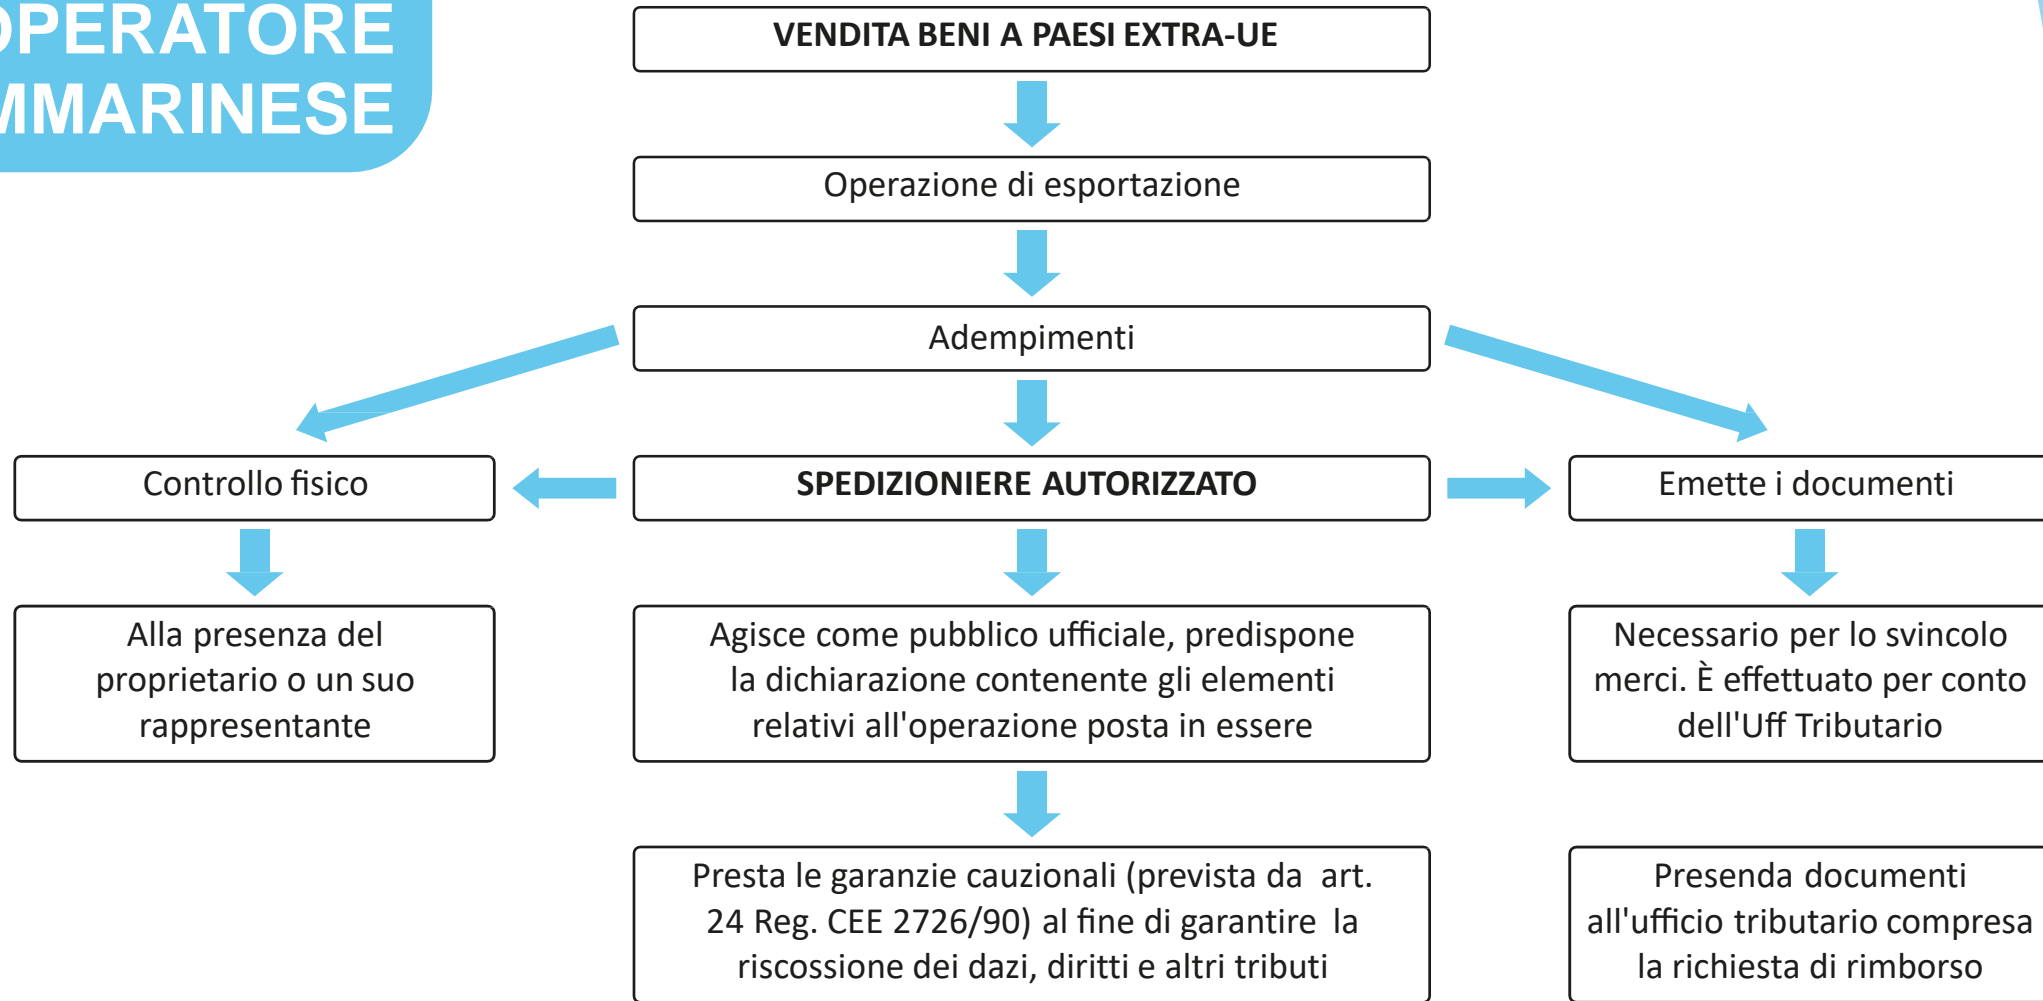 OPERATORE
MMARINESE
VENDITA BENI A PAESI EXTRA-UE
Operazione di esportazione
Adempimenti
Controllo fisico
SPEDIZIONIERE AUTORIZZATO
Emette i documenti
Alla presenza del
proprietario o un suo
rappresentante
Agisce come pubblico ufficiale, predispone
la dichiarazione contenente gli elementi
relativi all'operazione posta in essere
Necessario per lo svincolo
merci. È effettuato per conto
dell'Uff Tributario
Presta le garanzie cauzionali (prevista da art.
24 Reg. CEE 2726/90) al fine di garantire la
riscossione dei dazi, diritti e altri tributi
Presenda documenti
all'ufficio tributario compresa
la richiesta di rimborso